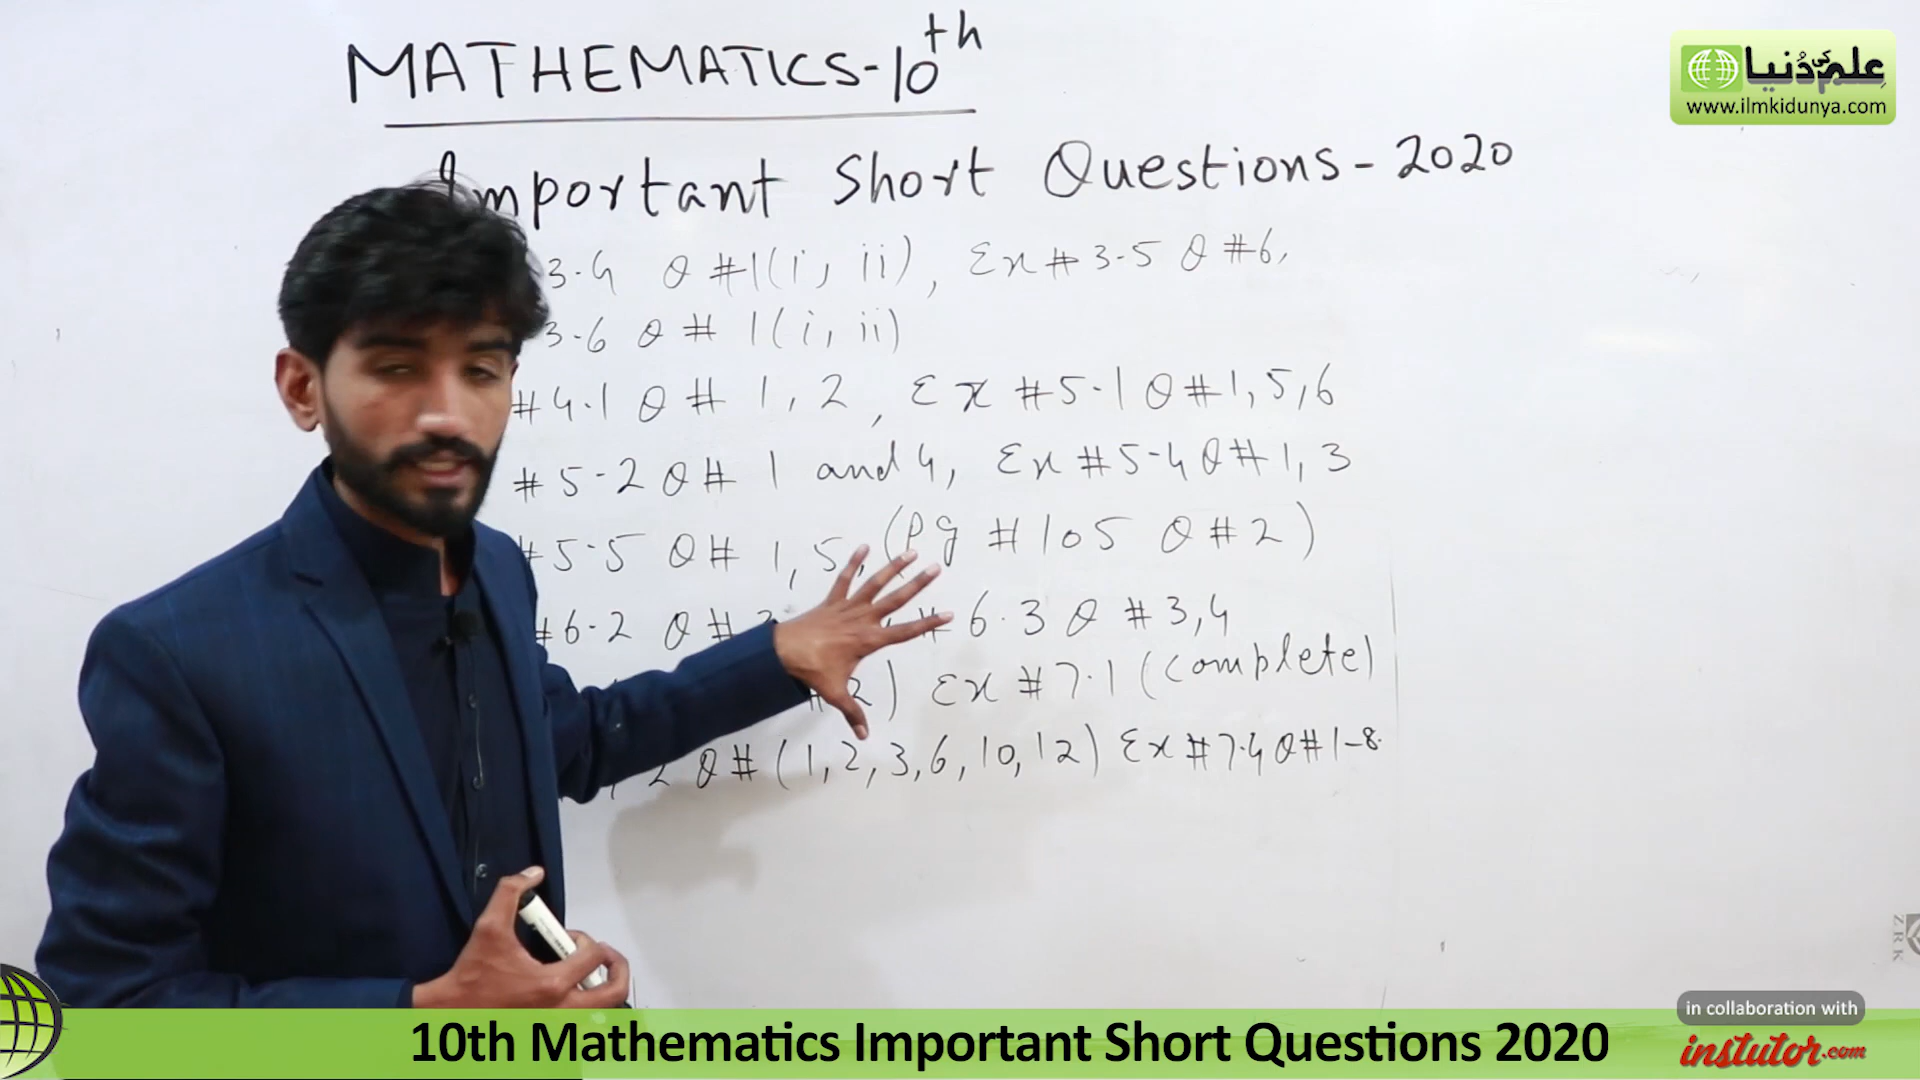 MATHEMATICS-10th
علم کی دُنیا
www.ilmkidunya.com
Important Short Questions - 2020
3.4 Q #1(i, ii), Ex # 3.5 Q #6,
3.6 Q # 1(i, ii)
#4.1 Q # 1, 2, Ex #5.1 Q #1,5,6
#5.2 Q # 1 and 4, Ex #5.4 Q #1, 3
#5.5 Q # 1, 5, (Pg #105 Q #2)
#6.2 Q # # 6.3 Q #3,4
#2) Ex #7.1 (Complete)
2 Q # (1,2,3,6,10,12) Ex #7.4 Q #1-8.
ZRK
in collaboration with
10th Mathematics Important Short Questions 2020
instutor.com